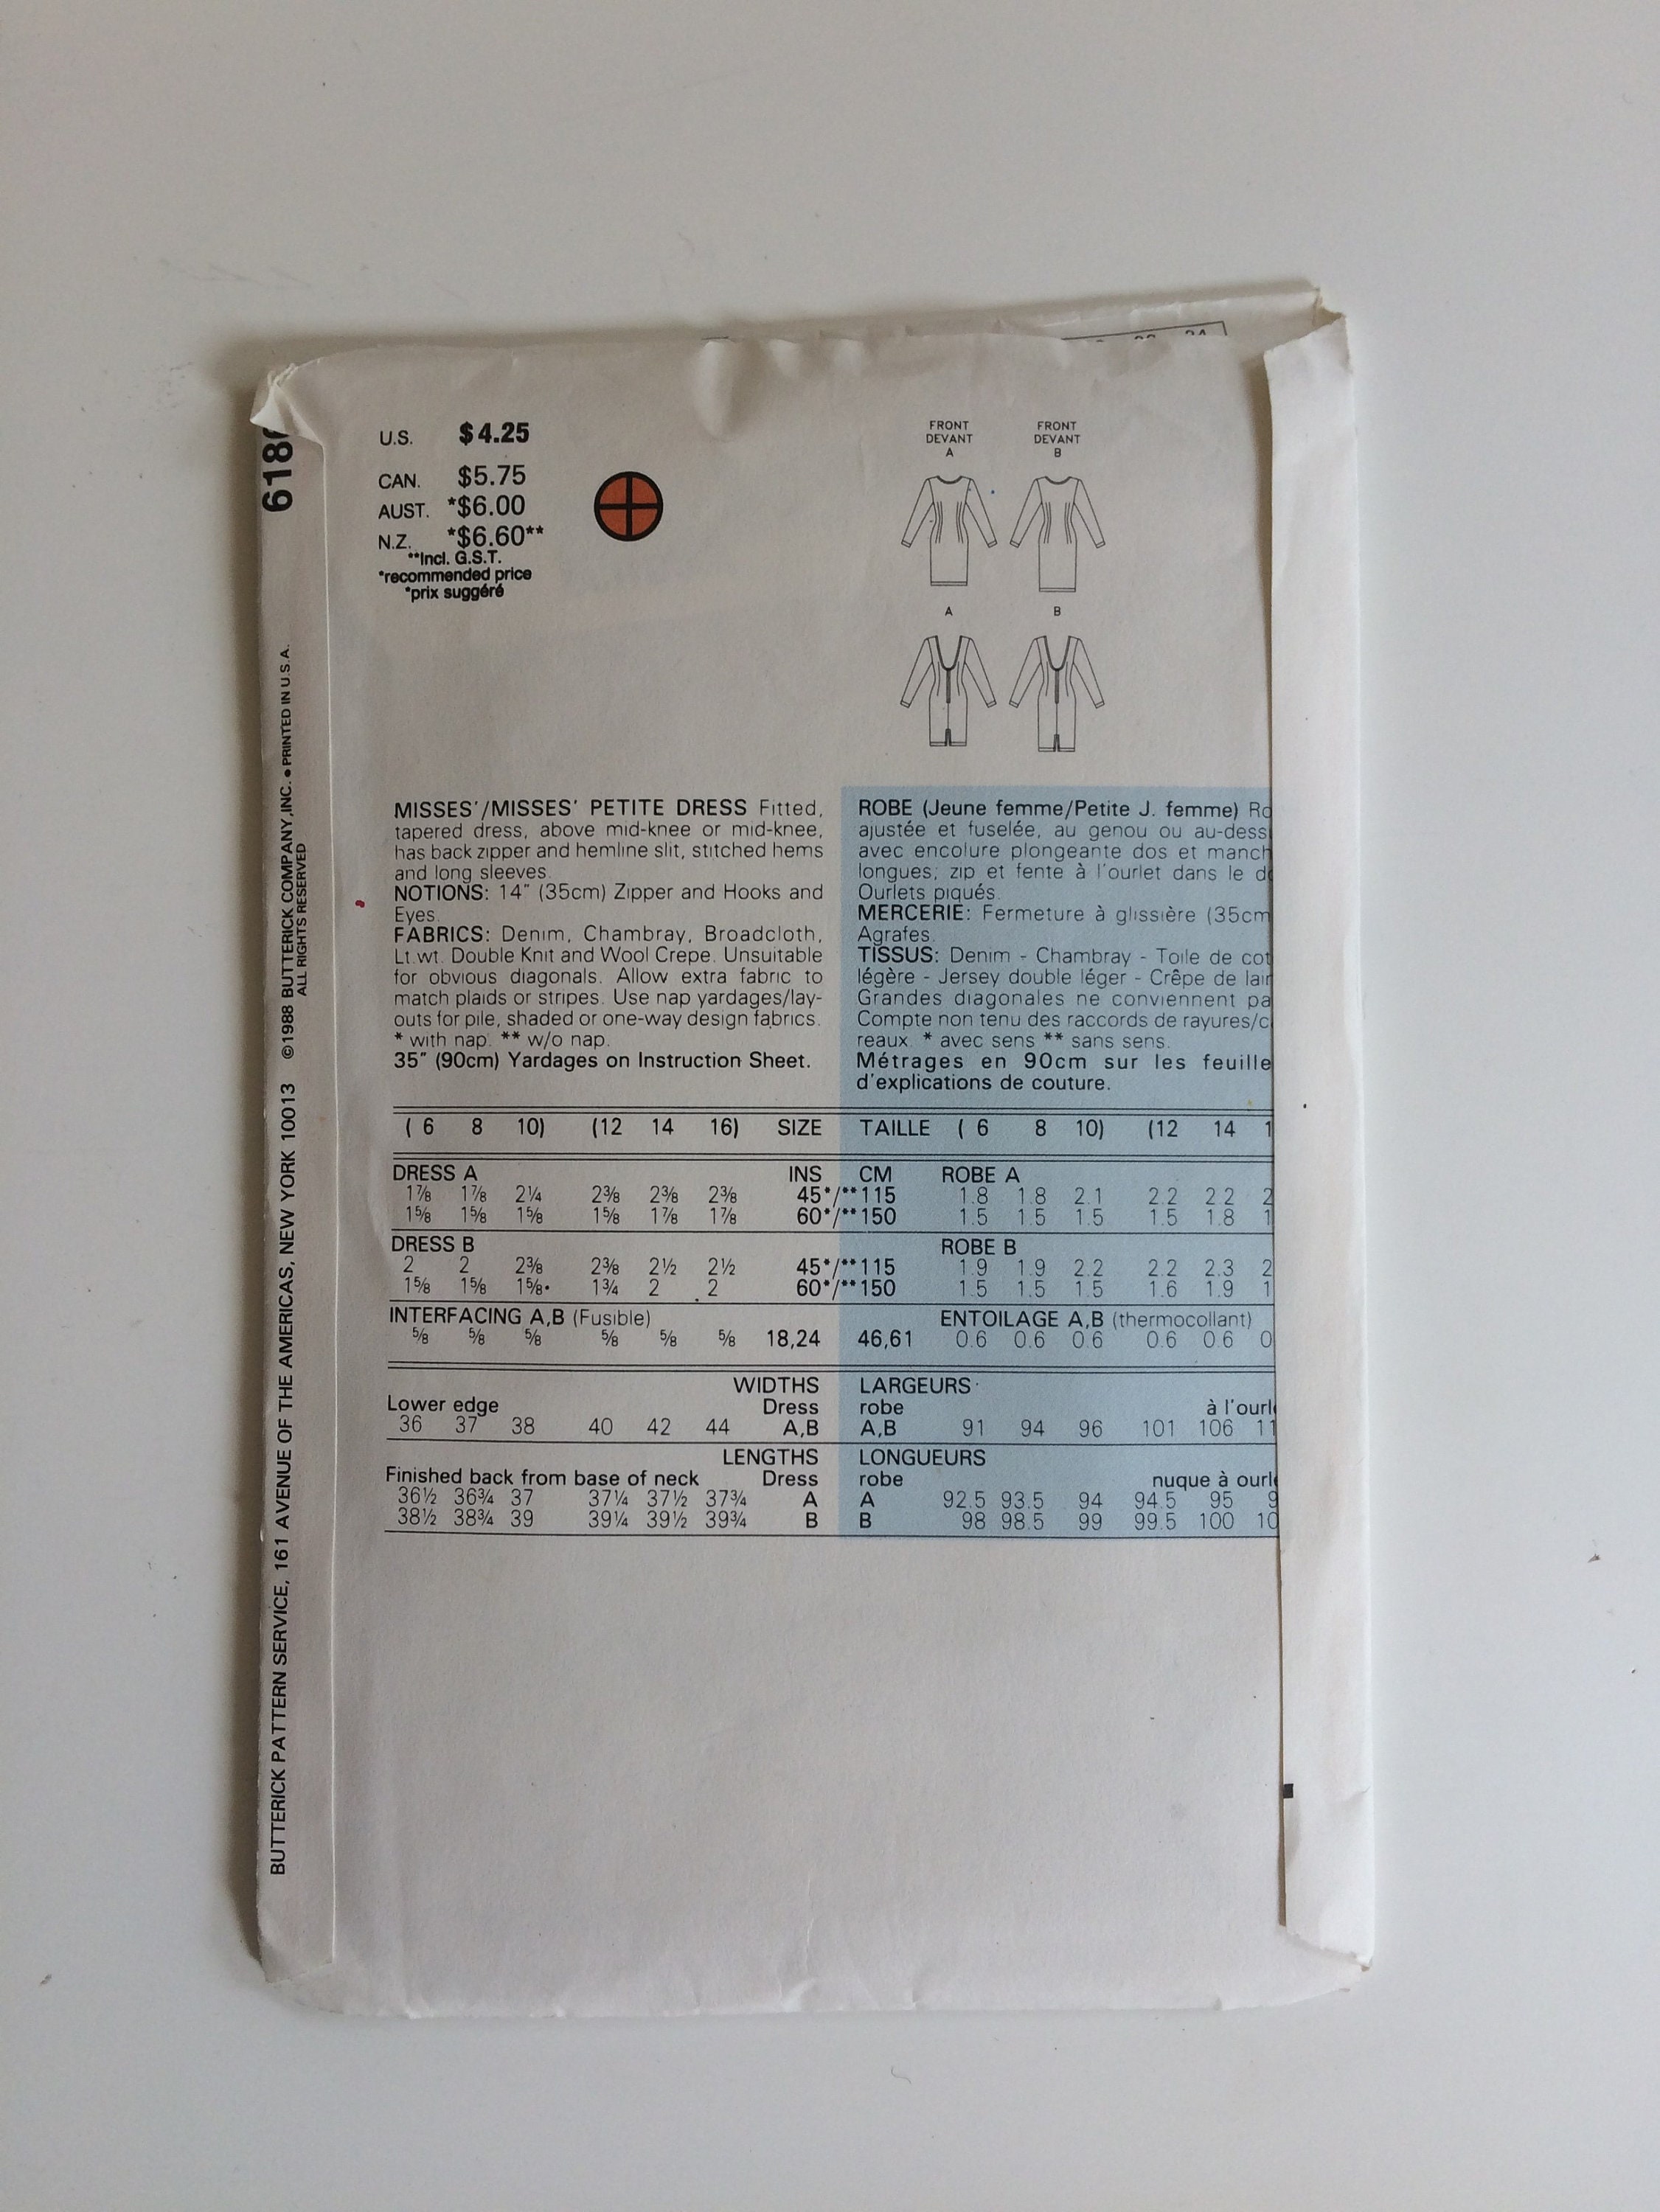 618
BUTTERICK PATTERN SERVICE, 161 AVENUE OF THE AMERICAS, NEW YORK 10013 ©1988 BUTTERICK COMPANY,INC. ● PRINTED IN U.S.A.
ALL RIGHTS RESERVED
U.S. $4.25
CAN. $5.75
AUST. *$6.00
N.Z. *$6.60**
**Incl. G.S.T.
*recommended price
*prix suggéré
FRONT FRONT
DEVANT DEVANT
A B
A B
MISSES'/MISSES' PETITE DRESS Fitted,
tapered dress, above mid-knee or mid-knee,
has back zipper and hemline slit, stitched hems
and long sleeves.
NOTIONS: 14" (35cm) Zipper and Hooks and
Eyes.
FABRICS: Denim, Chambray, Broadcloth,
Lt.wt. Double Knit and Wool Crepe. Unsuitable
for obvious diagonals. Allow extra fabric to
match plaids or stripes. Use nap yardages/lay-
outs for pile, shaded or one-way design fabrics.
* with nap. ** w/o nap.
35" (90cm) Yardages on Instruction Sheet.
ROBE (Jeune femme/Petite J. femme)
ajustée et fuselée, au genou ou au-dess
avec encolure plongeante dos et manch
longues; zip et fente à l'ourlet dans le d
Ourlets piqués.
MERCERIE: Fermeture à glissière (35cm
Agrafes.
TISSUS: Denim - Chambray - Toile de cot
légère - Jersey double léger - Crêpe de lain
Grandes diagonales ne conviennent pa
Compte non tenu des raccords de rayures/c
reaux. * avec sens ** sans sens.
Métrages en 90cm sur les feuille
d'explications de couture.
( 6 8 10) (12 14 16) SIZE TAILLE ( 6 8 10) (12 14 1
DRESS A INS CM ROBE A
1⅞ 1⅞ 2¼ 2⅜ 2⅜ 2⅜ 45*/**115 1.8 1.8 2.1 2.2 2.2 2
1⅝ 1⅝ 1⅝ 1⅝ 1⅞ 1⅞ 60*/**150 1.5 1.5 1.5 1.5 1.8 1
DRESS B ROBE B
2 2 2⅜ 2⅜ 2½ 2½ 45*/**115 1.9 1.9 2.2 2.2 2.3 2
1⅝ 1⅝ 1⅝ 1¾ 2 2 60*/**150 1.5 1.5 1.5 1.6 1.9 1
INTERFACING A,B (Fusible) ENTOILAGE A,B (thermocollant)
⅝ ⅝ ⅝ ⅝ ⅝ ⅝ 18,24 46,61 0.6 0.6 0.6 0.6 0.6 0
WIDTHS LARGEURS
Lower edge Dress robe à l'ourl
36 37 38 40 42 44 A,B A,B 91 94 96 101 106 11
LENGTHS LONGUEURS
Finished back from base of neck Dress robe nuque à ourl
36½ 36¾ 37 37¼ 37½ 37¾ A A 92.5 93.5 94 94.5 95 9
38½ 38¾ 39 39¼ 39½ 39¾ B B 98 98.5 99 99.5 100 10